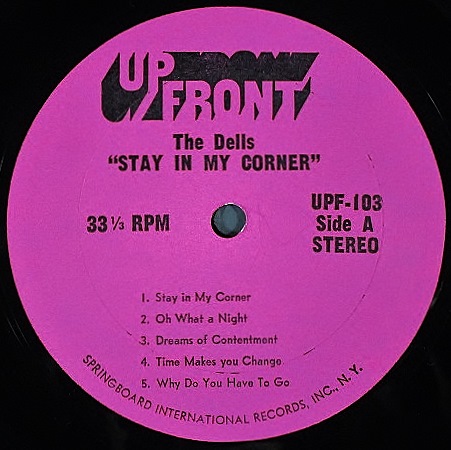 UP
FRONT
The Dells
"STAY IN MY CORNER"
33 ⅓ RPM
UPF-103
Side A
STEREO
1. Stay in My Corner
2. Oh What a Night
3. Dreams of Contentment
4. Time Makes you Change
5. Why Do You Have To Go
SPRINGBOARD INTERNATIONAL RECORDS, INC., N. Y.